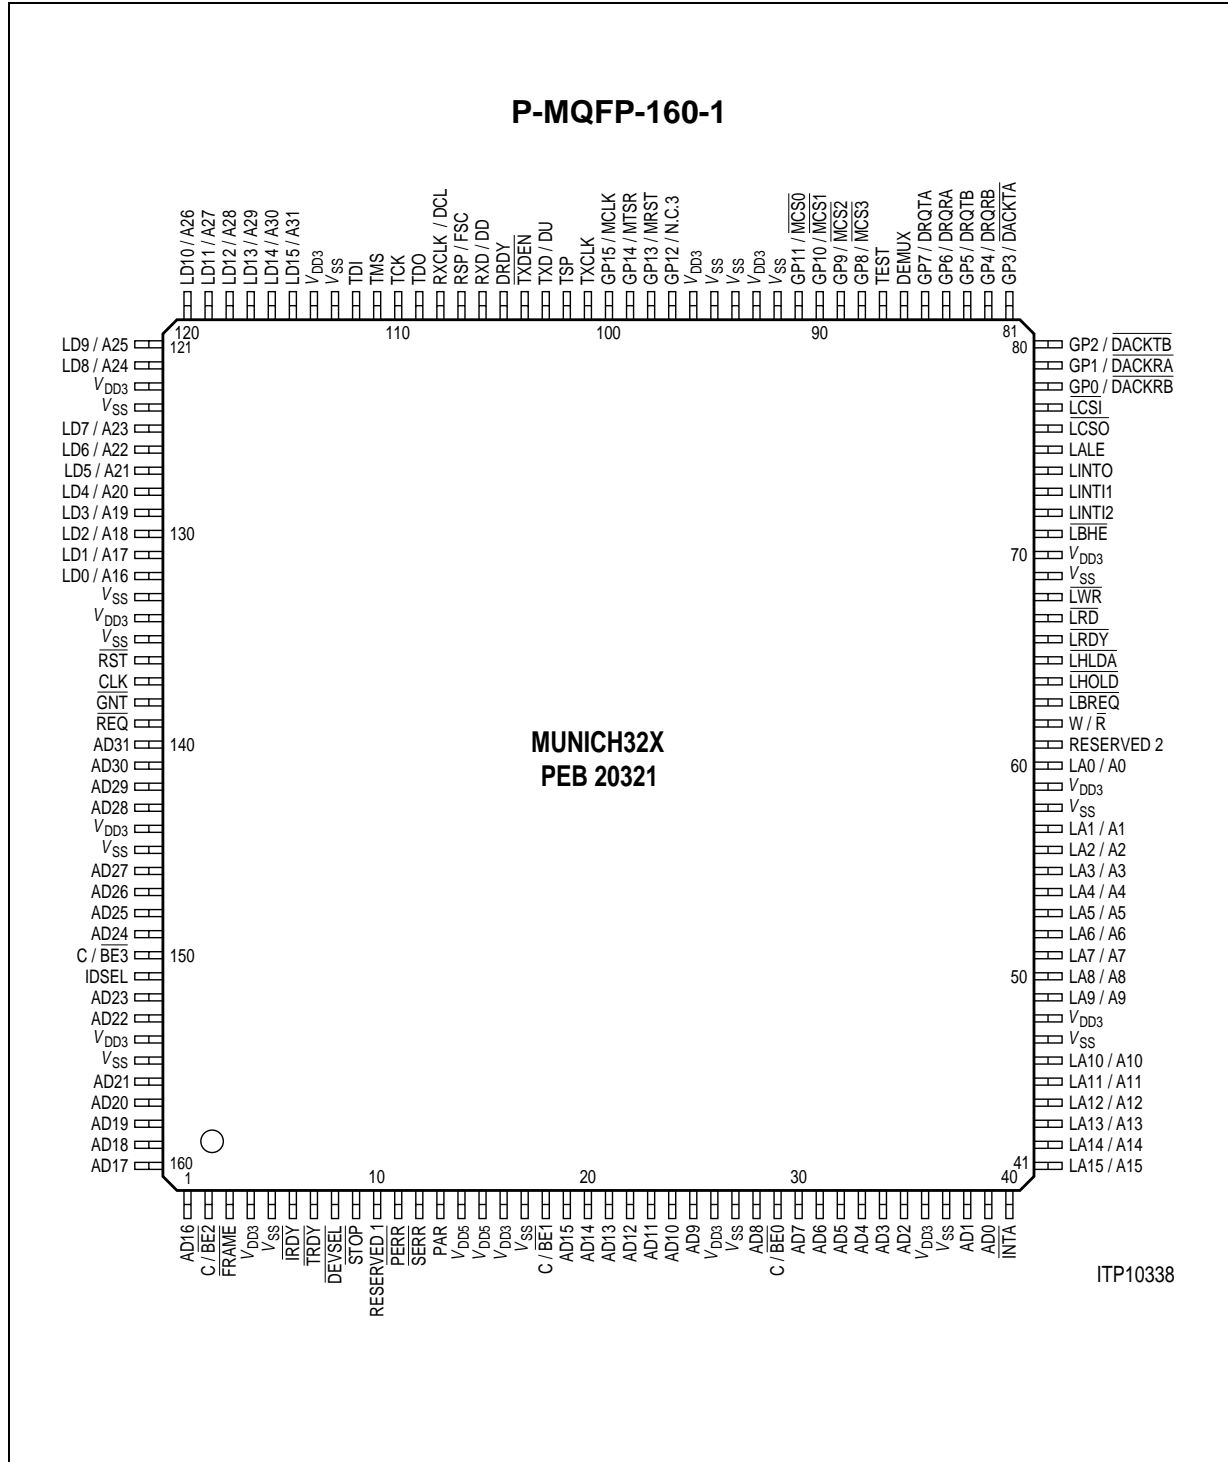 P-MQFP-160-1
LD10 / A26
LD11 / A27
LD12 / A28
LD13 / A29
LD14 / A30
LD15 / A31
VDD3
VSS
TDI
TMS
TCK
TDO
RXCLK / DCL
RSP / FSC
RXD / DD
DRDY
TXDEN
TXD / DU
TSP
TXCLK
GP15 / MCLK
GP14 / MTSR
GP13 / MRST
GP12 / N.C.3
VDD3
VSS
VSS
VDD3
VSS
GP11 / MCS0
GP10 / MCS1
GP9 / MCS2
GP8 / MCS3
TEST
DEMUX
GP7 / DRQTA
GP6 / DRQRA
GP5 / DRQTB
GP4 / DRQRB
GP3 / DACKTA
120
110
100
90
81
LD9 / A25
LD8 / A24
VDD3
VSS
LD7 / A23
LD6 / A22
LD5 / A21
LD4 / A20
LD3 / A19
LD2 / A18
LD1 / A17
LD0 / A16
VSS
VDD3
VSS
RST
CLK
GNT
REQ
AD31
AD30
AD29
AD28
VDD3
VSS
AD27
AD26
AD25
AD24
C / BE3
IDSEL
AD23
AD22
VDD3
VSS
AD21
AD20
AD19
AD18
AD17
121
130
140
150
160
MUNICH32X
PEB 20321
80
70
60
50
41
GP2 / DACKTB
GP1 / DACKRA
GP0 / DACKRB
LCSI
LCSO
LALE
LINTO
LINTI1
LINTI2
LBHE
VDD3
VSS
LWR
LRD
LRDY
LHLDA
LHOLD
LBREQ
W / R
RESERVED 2
LA0 / A0
VDD3
VSS
LA1 / A1
LA2 / A2
LA3 / A3
LA4 / A4
LA5 / A5
LA6 / A6
LA7 / A7
LA8 / A8
LA9 / A9
VDD3
VSS
LA10 / A10
LA11 / A11
LA12 / A12
LA13 / A13
LA14 / A14
LA15 / A15
1
10
20
30
40
AD16
C / BE2
FRAME
VDD3
VSS
IRDY
TRDY
DEVSEL
STOP
RESERVED 1
PERR
SERR
PAR
VDD5
VDD5
VDD3
VSS
C / BE1
AD15
AD14
AD13
AD12
AD11
AD10
AD9
VDD3
VSS
AD8
C / BE0
AD7
AD6
AD5
AD4
AD3
AD2
VDD3
VSS
AD1
AD0
INTA
ITP10338